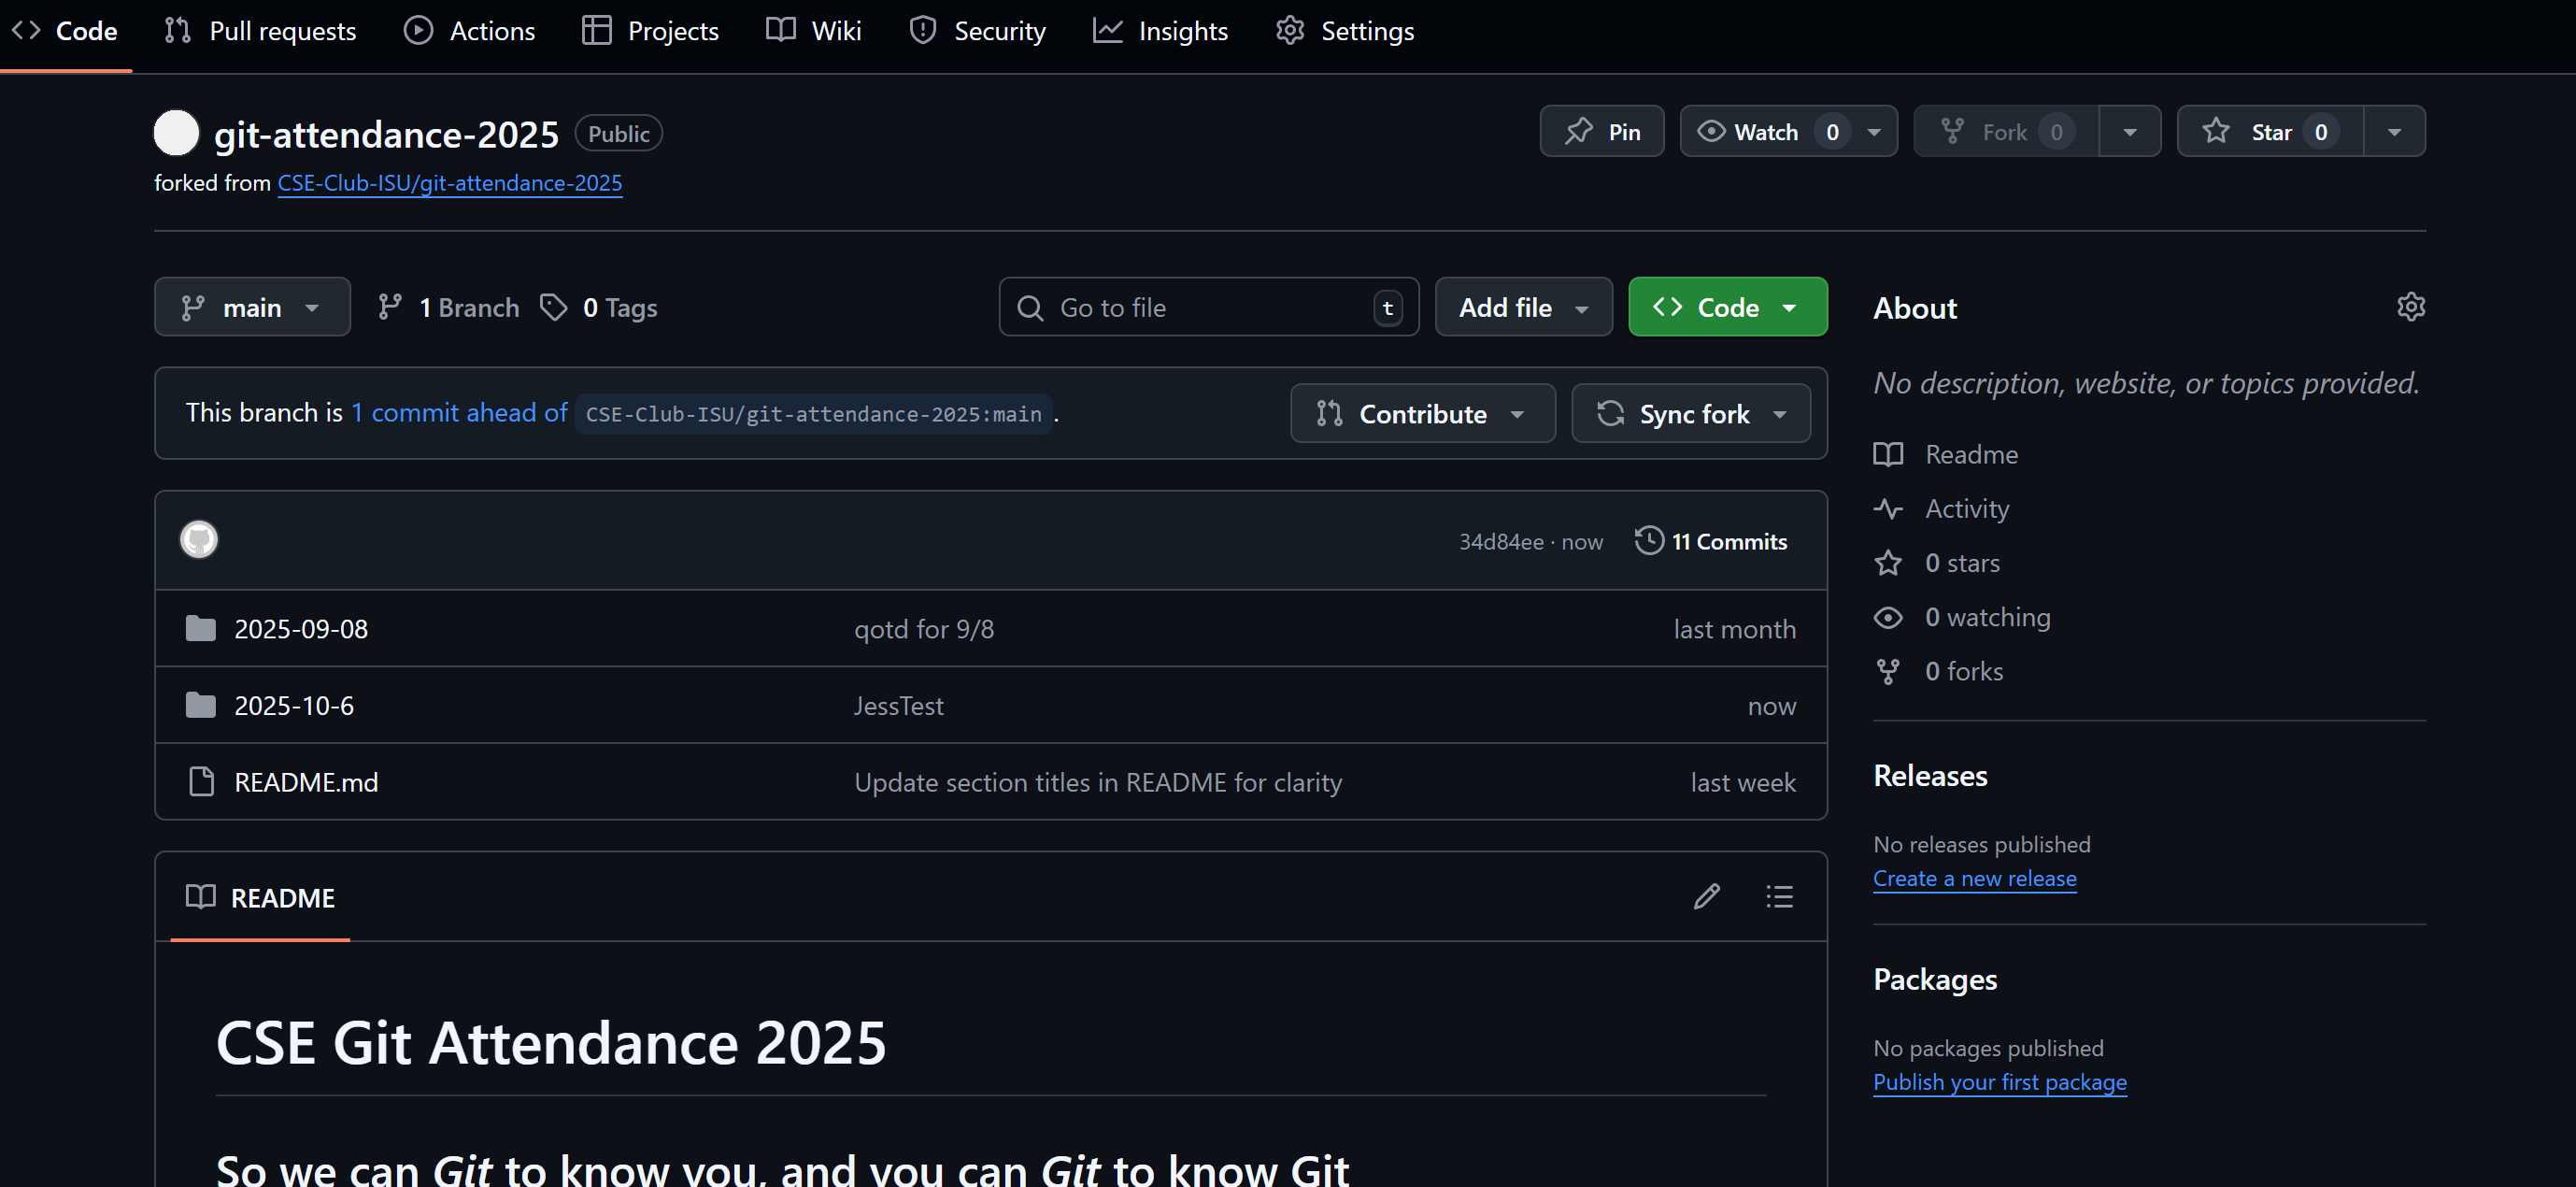 Code Pull requests Actions Projects Wiki Security Insights Settings
git-attendance-2025 Public Pin Watch 0 Fork 0 Star 0
forked from CSE-Club-ISU/git-attendance-2025
main 1 Branch 0 Tags Go to file t Add file Code
This branch is 1 commit ahead of CSE-Club-ISU/git-attendance-2025:main . Contribute Sync fork
34d84ee · now 11 Commits
2025-09-08 qotd for 9/8 last month
2025-10-6 JessTest now
README.md Update section titles in README for clarity last week
README
CSE Git Attendance 2025
So we can Git to know you, and you can Git to know Git
About
No description, website, or topics provided.
Readme
Activity
0 stars
0 watching
0 forks
Releases
No releases published
Create a new release
Packages
No packages published
Publish your first package